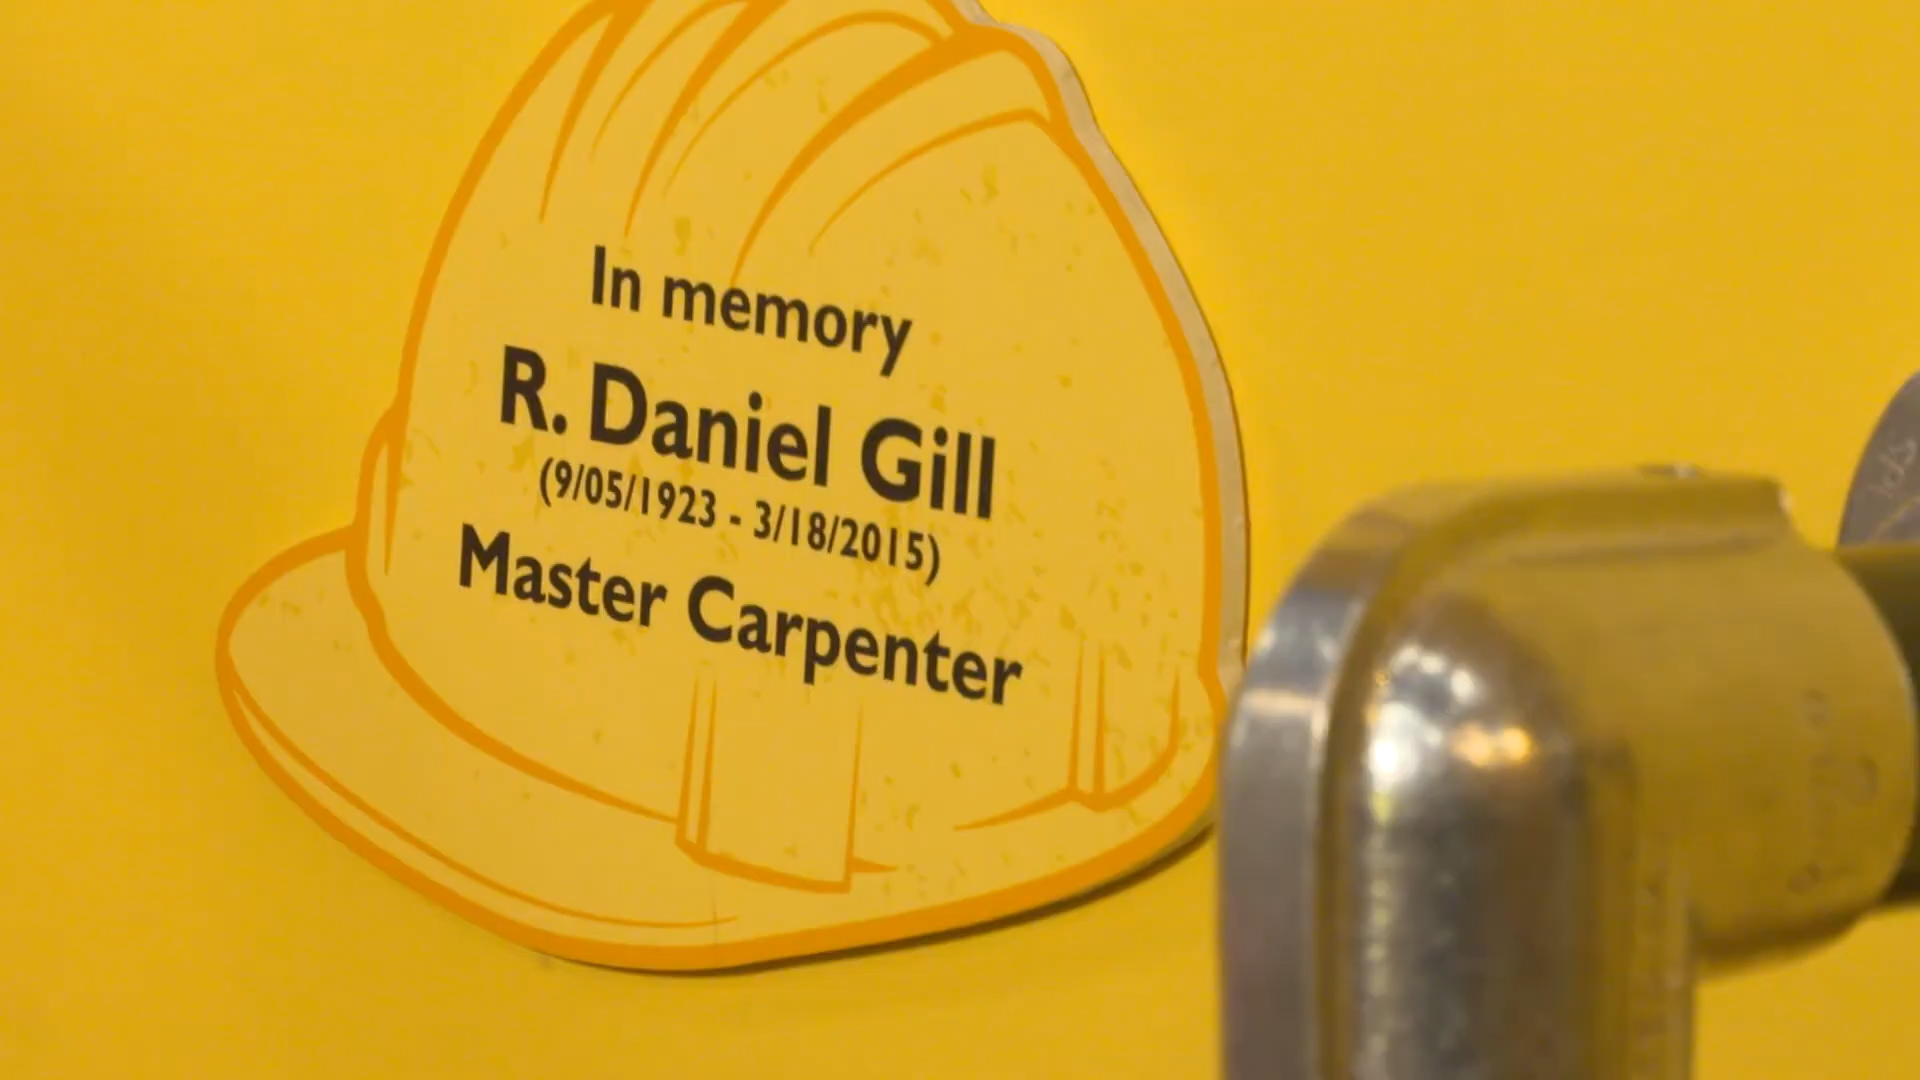 In memory
R. Daniel Gill
(9/05/1923 - 3/18/2015)
Master Carpenter